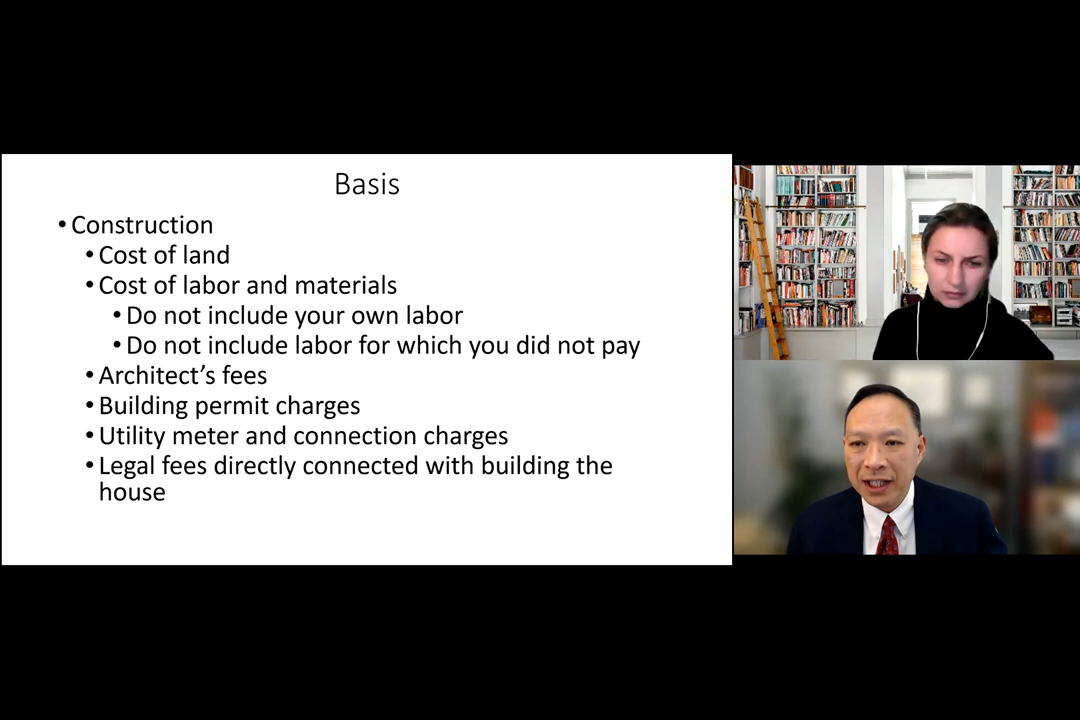 Basis
• Construction
• Cost of land
• Cost of labor and materials
• Do not include your own labor
• Do not include labor for which you did not pay
• Architect’s fees
• Building permit charges
• Utility meter and connection charges
• Legal fees directly connected with building the
house